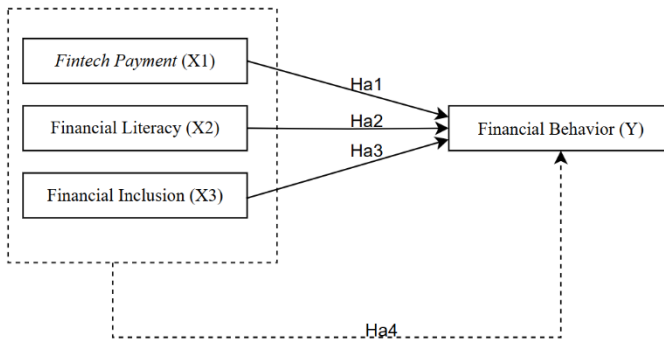 Fintech Payment (X1)
Ha1
Financial Literacy (X2)
Ha2
Financial Behavior (Y)
Ha3
Financial Inclusion (X3)
Ha4